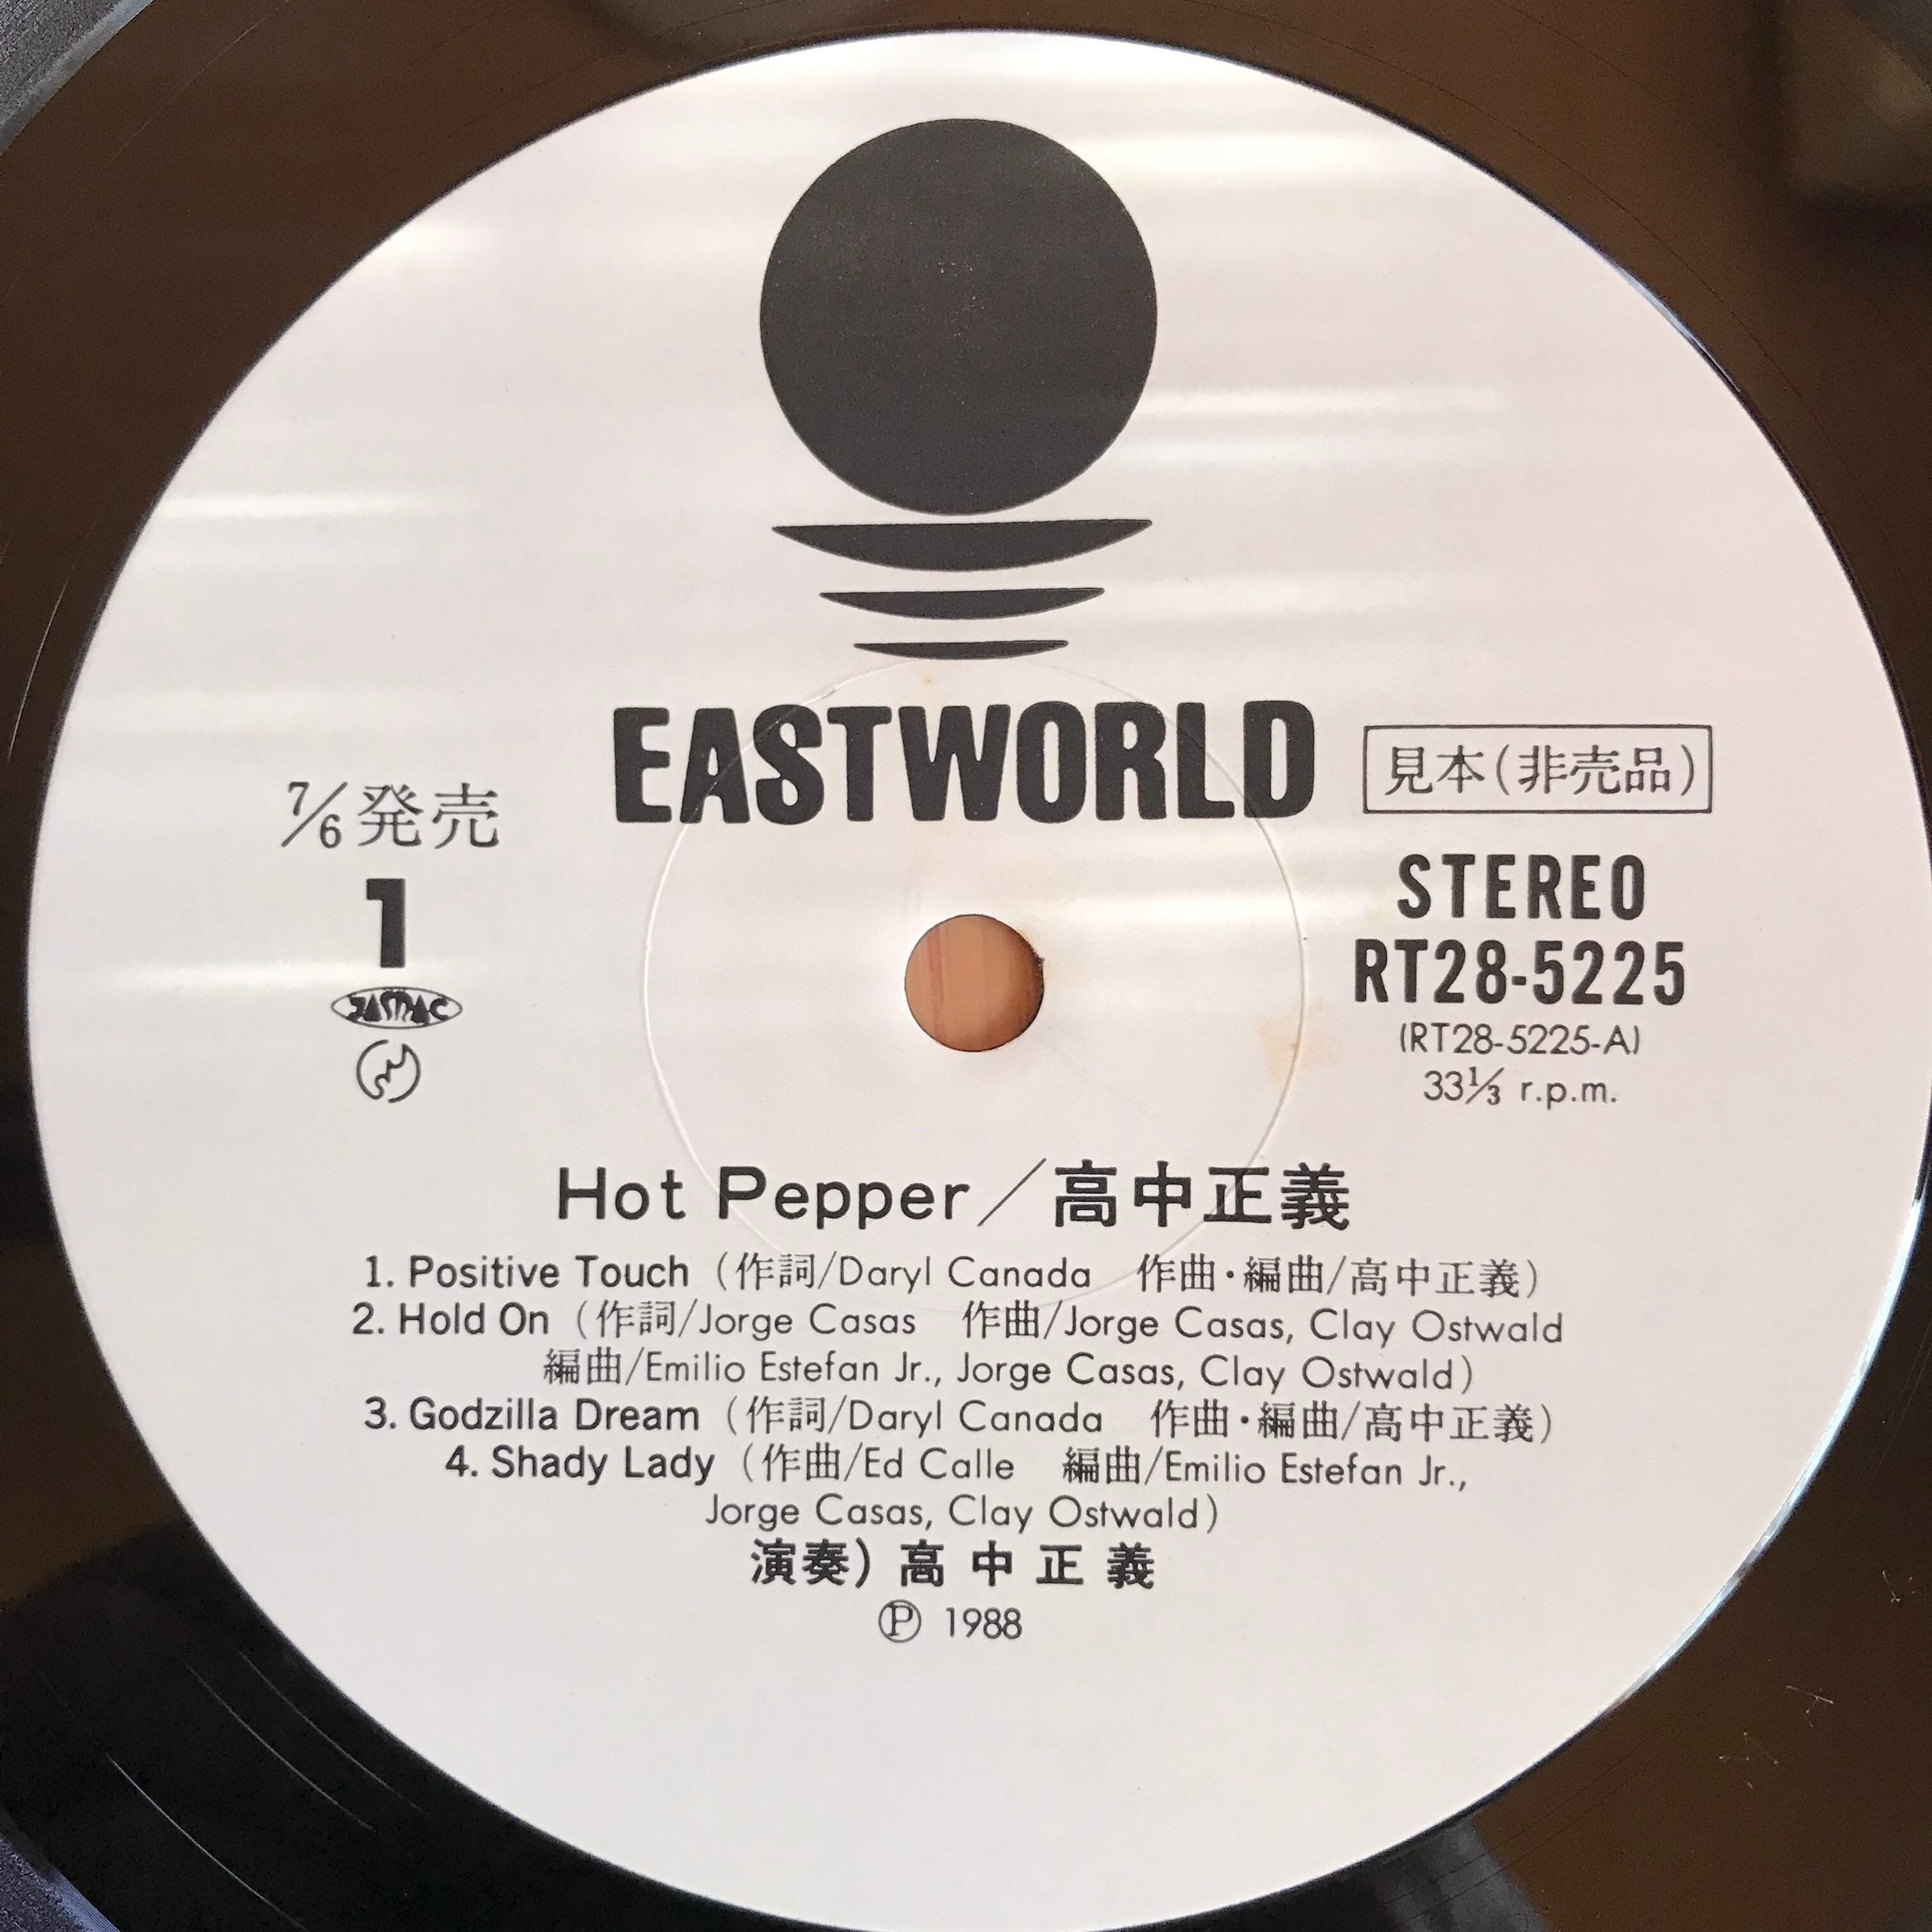 EASTWORLD
見本(非売品)
7/6発売
1
JASRAC
STEREO
RT28-5225
(RT28-5225-A)
33⅓ r.p.m.
Hot Pepper/高中正義
1. Positive Touch (作詞/Daryl Canada 作曲・編曲/高中正義)
2. Hold On (作詞/Jorge Casas 作曲/Jorge Casas, Clay Ostwald
編曲/Emilio Estefan Jr., Jorge Casas, Clay Ostwald)
3. Godzilla Dream (作詞/Daryl Canada 作曲・編曲/高中正義)
4. Shady Lady (作曲/Ed Calle 編曲/Emilio Estefan Jr.,
Jorge Casas, Clay Ostwald)
演奏) 高中正義
Ⓟ 1988